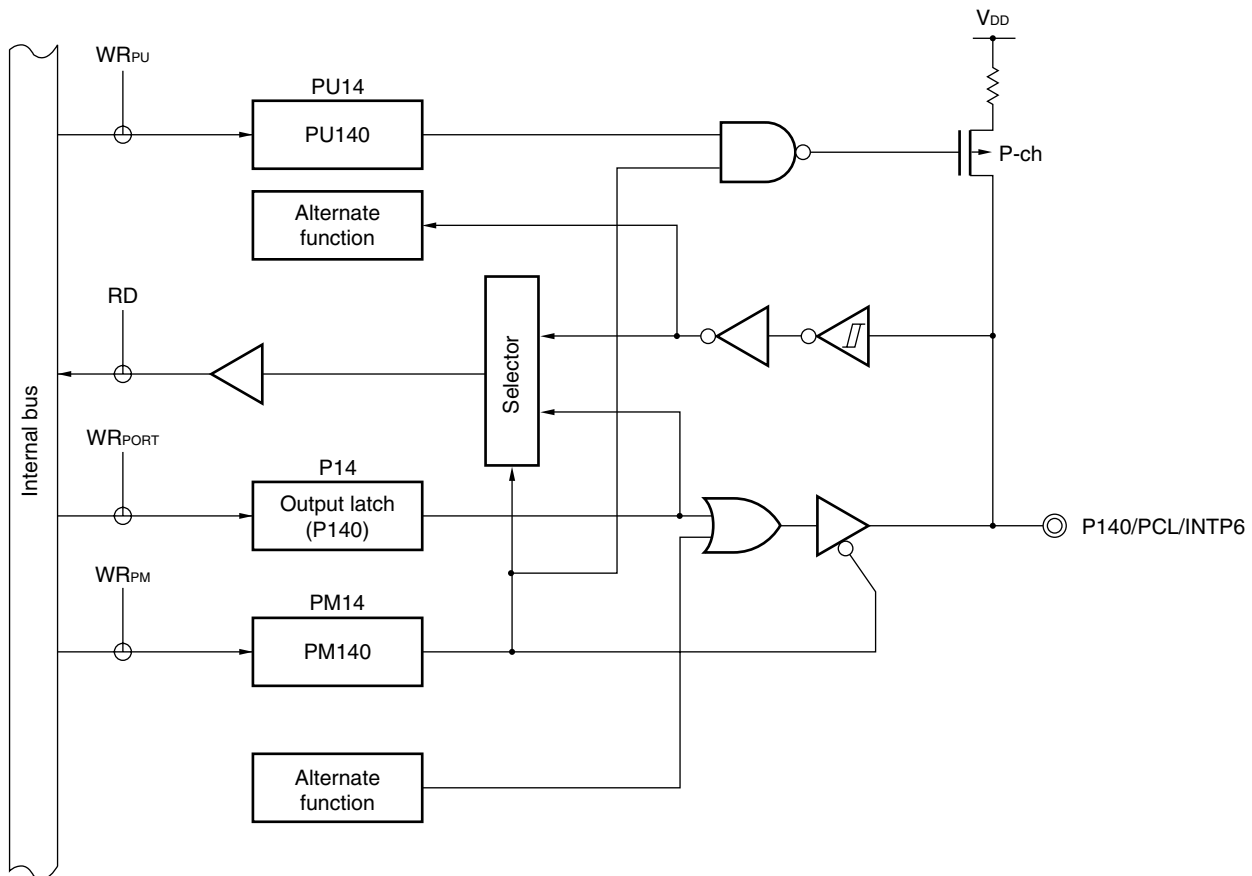 VDD
WRPU
PU14
PU140
P-ch
Alternate
function
RD
Selector
Internal bus
WRPORT
P14
Output latch
(P140)
P140/PCL/INTP6
WRPM
PM14
PM140
Alternate
function